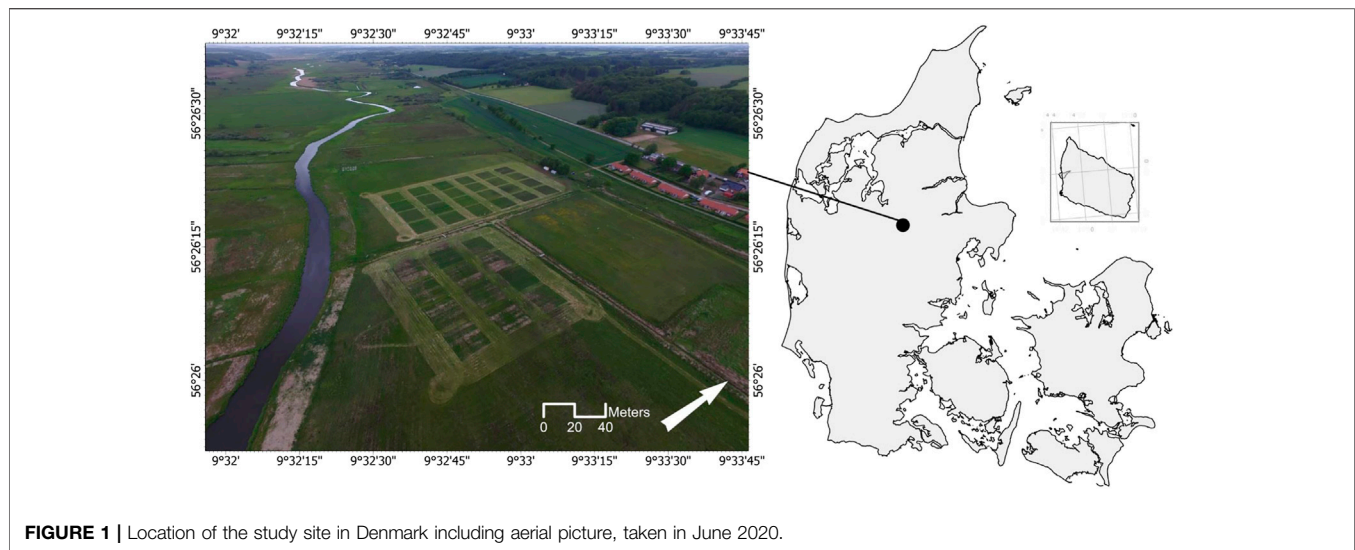 9°32' 9°32'15" 9°32'30" 9°32'45" 9°33' 9°33'15" 9°33'30" 9°33'45"
56°26'30" 56°26'30"
56°26'15" 56°26'15"
56°26' 56°26'
Meters
0 20 40
9°32' 9°32'15" 9°32'30" 9°32'45" 9°33' 9°33'15" 9°33'30" 9°33'45"
FIGURE 1 | Location of the study site in Denmark including aerial picture, taken in June 2020.